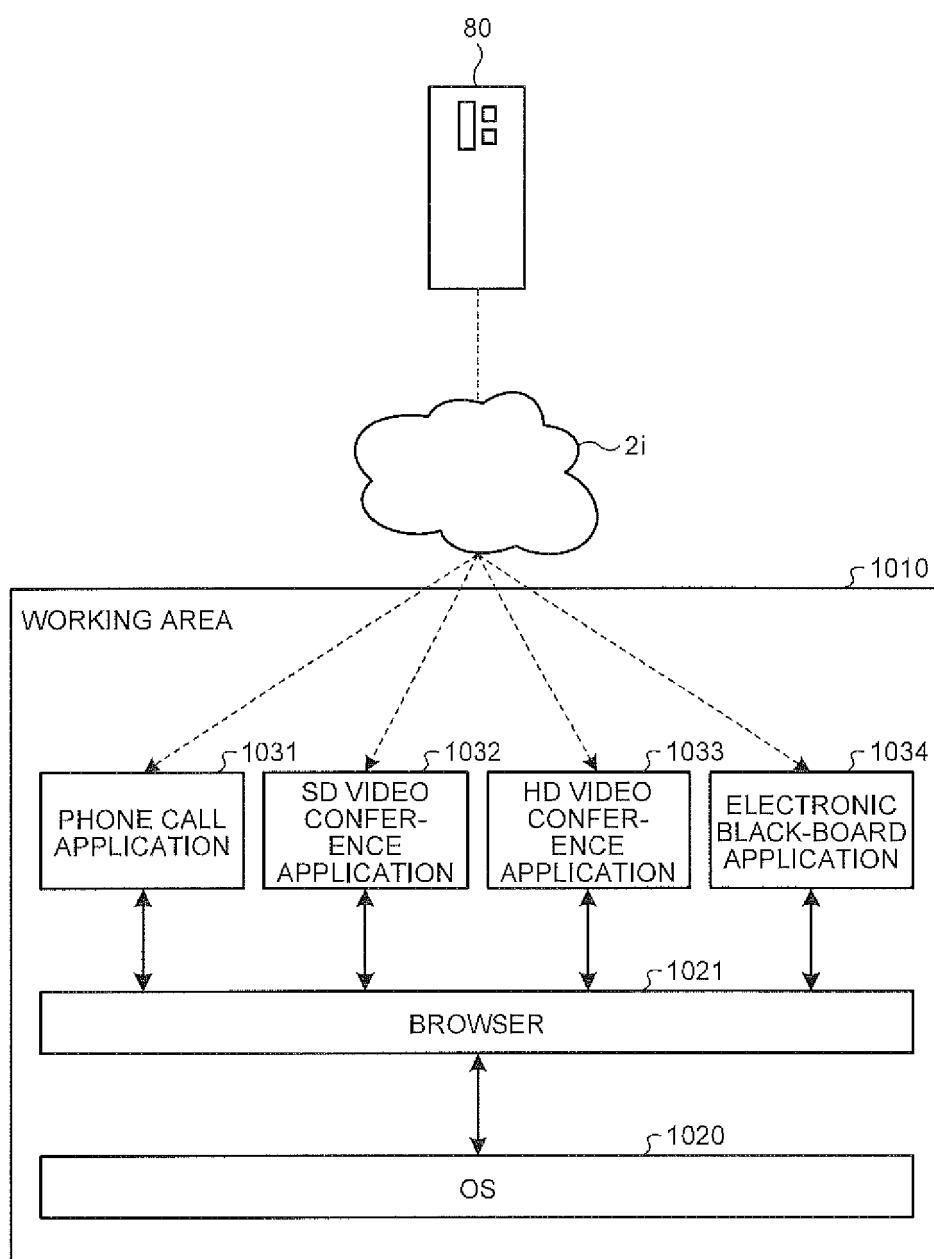 80
2i
1010
WORKING AREA
1031
1032
1033
1034
PHONE CALL
APPLICATION
SD VIDEO
CONFER-
ENCE
APPLICATION
HD VIDEO
CONFER-
ENCE
APPLICATION
ELECTRONIC
BLACK-BOARD
APPLICATION
1021
BROWSER
1020
OS